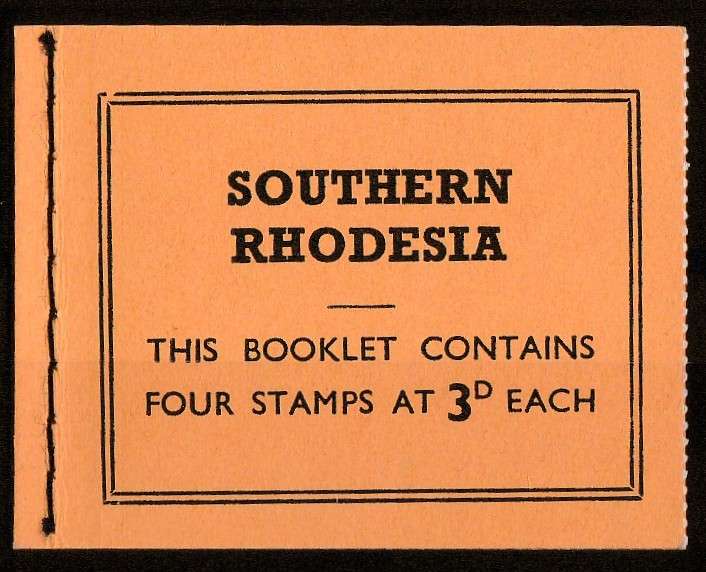 SOUTHERN
RHODESIA
THIS BOOKLET CONTAINS
FOUR STAMPS AT 3D EACH